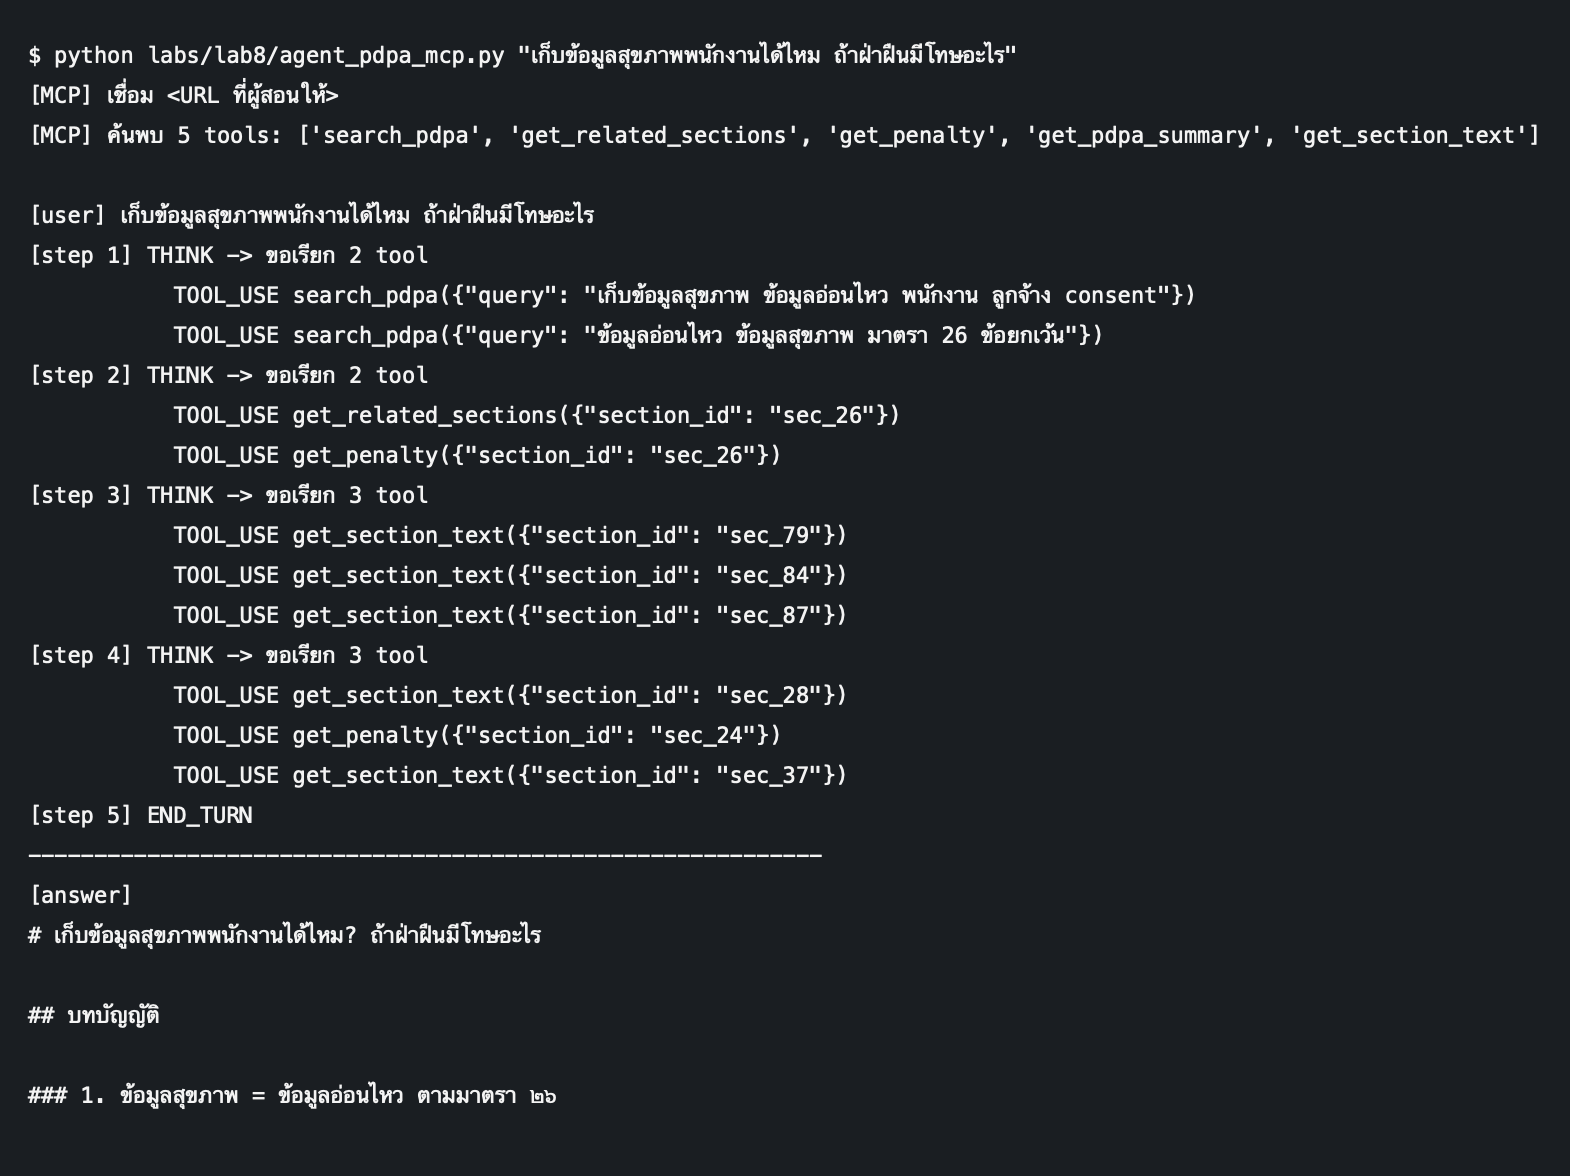 $ python labs/lab8/agent_pdpa_mcp.py "เก็บข้อมูลสุขภาพพนักงานได้ไหม ถ้าฝ่าฝืนมีโทษอะไร"
[MCP] เชื่อม <URL ที่ผู้สอนให้>
[MCP] ค้นพบ 5 tools: ['search_pdpa', 'get_related_sections', 'get_penalty', 'get_pdpa_summary', 'get_section_text']
[user] เก็บข้อมูลสุขภาพพนักงานได้ไหม ถ้าฝ่าฝืนมีโทษอะไร
[step 1] THINK -> ขอเรียก 2 tool
TOOL_USE search_pdpa({"query": "เก็บข้อมูลสุขภาพ ข้อมูลอ่อนไหว พนักงาน ลูกจ้าง consent"})
TOOL_USE search_pdpa({"query": "ข้อมูลอ่อนไหว ข้อมูลสุขภาพ มาตรา 26 ข้อยกเว้น"})
[step 2] THINK -> ขอเรียก 2 tool
TOOL_USE get_related_sections({"section_id": "sec_26"})
TOOL_USE get_penalty({"section_id": "sec_26"})
[step 3] THINK -> ขอเรียก 3 tool
TOOL_USE get_section_text({"section_id": "sec_79"})
TOOL_USE get_section_text({"section_id": "sec_84"})
TOOL_USE get_section_text({"section_id": "sec_87"})
[step 4] THINK -> ขอเรียก 3 tool
TOOL_USE get_section_text({"section_id": "sec_28"})
TOOL_USE get_penalty({"section_id": "sec_24"})
TOOL_USE get_section_text({"section_id": "sec_37"})
[step 5] END_TURN
------------------------------------------------------------
[answer]
# เก็บข้อมูลสุขภาพพนักงานได้ไหม? ถ้าฝ่าฝืนมีโทษอะไร
## บทบัญญัติ
### 1. ข้อมูลสุขภาพ = ข้อมูลอ่อนไหว ตามมาตรา ๒๖